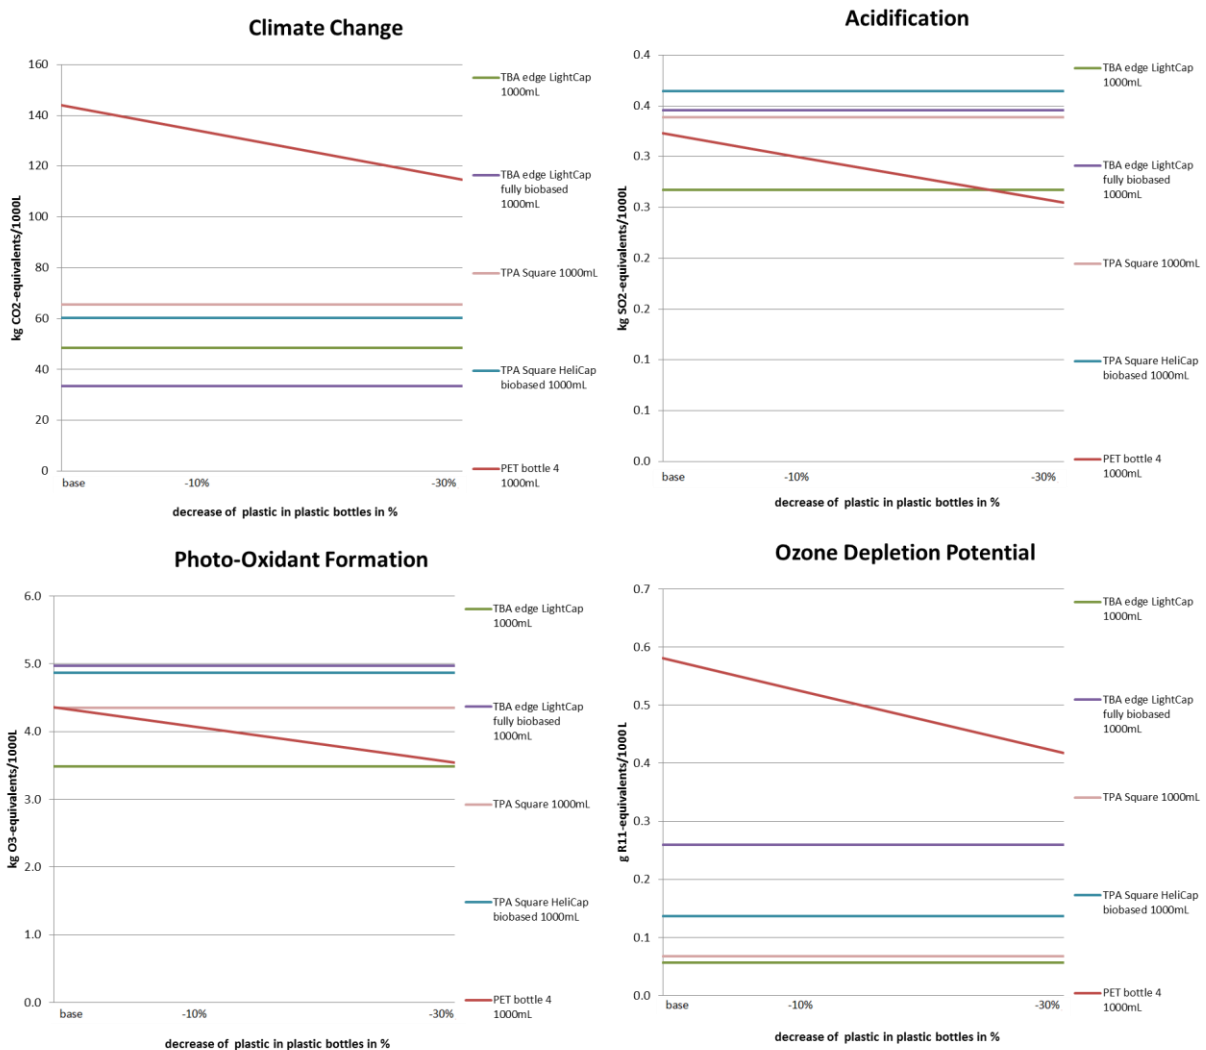 Climate Change
kg CO2-equivalents/1000L
160
140
120
100
80
60
40
20
0
base
-10%
-30%
decrease of plastic in plastic bottles in %
TBA edge LightCap
1000mL
TBA edge LightCap
fully biobased
1000mL
TPA Square 1000mL
TPA Square HeliCap
biobased 1000mL
PET bottle 4
1000mL
Acidification
kg SO2-equivalents/1000L
0.4
0.4
0.3
0.3
0.2
0.2
0.1
0.1
0.0
base
-10%
-30%
decrease of plastic in plastic bottles in %
TBA edge LightCap
1000mL
TBA edge LightCap
fully biobased
1000mL
TPA Square 1000mL
TPA Square HeliCap
biobased 1000mL
PET bottle 4
1000mL
Photo-Oxidant Formation
kg O3-equivalents/1000L
6.0
5.0
4.0
3.0
2.0
1.0
0.0
base
-10%
-30%
decrease of plastic in plastic bottles in %
TBA edge LightCap
1000mL
TBA edge LightCap
fully biobased
1000mL
TPA Square 1000mL
TPA Square HeliCap
biobased 1000mL
PET bottle 4
1000mL
Ozone Depletion Potential
g R11-equivalents/1000L
0.7
0.6
0.5
0.4
0.3
0.2
0.1
0.0
base
-10%
-30%
decrease of plastic in plastic bottles in %
TBA edge LightCap
1000mL
TBA edge LightCap
fully biobased
1000mL
TPA Square 1000mL
TPA Square HeliCap
biobased 1000mL
PET bottle 4
1000mL